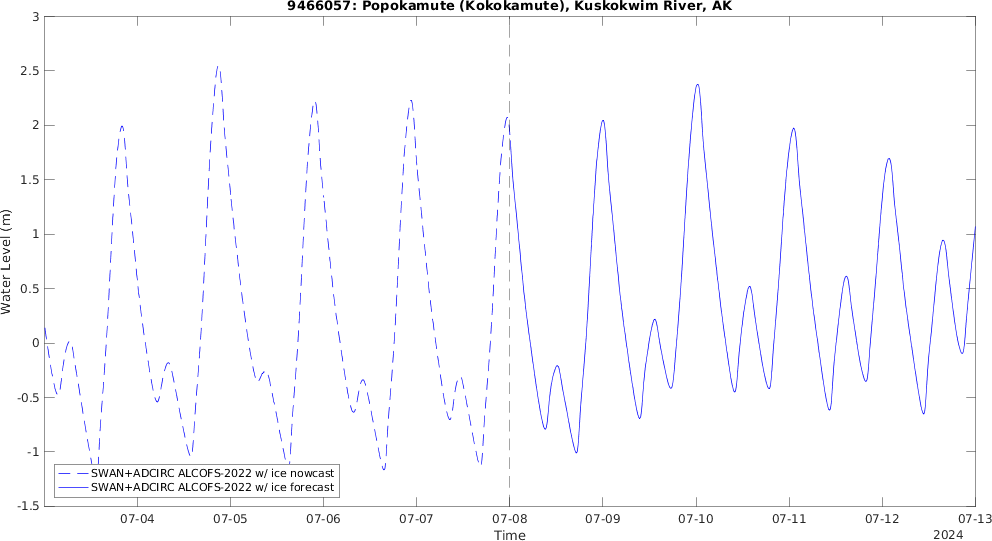 9466057: Popokamute (Kokokamute), Kuskokwim River, AK
3
2.5
2
1.5
1
0.5
0
-0.5
-1
-1.5
Water Level (m)
SWAN+ADCIRC ALCOFS-2022 w/ ice nowcast
SWAN+ADCIRC ALCOFS-2022 w/ ice forecast
07-04 07-05 07-06 07-07 07-08 07-09 07-10 07-11 07-12 07-13
Time
2024